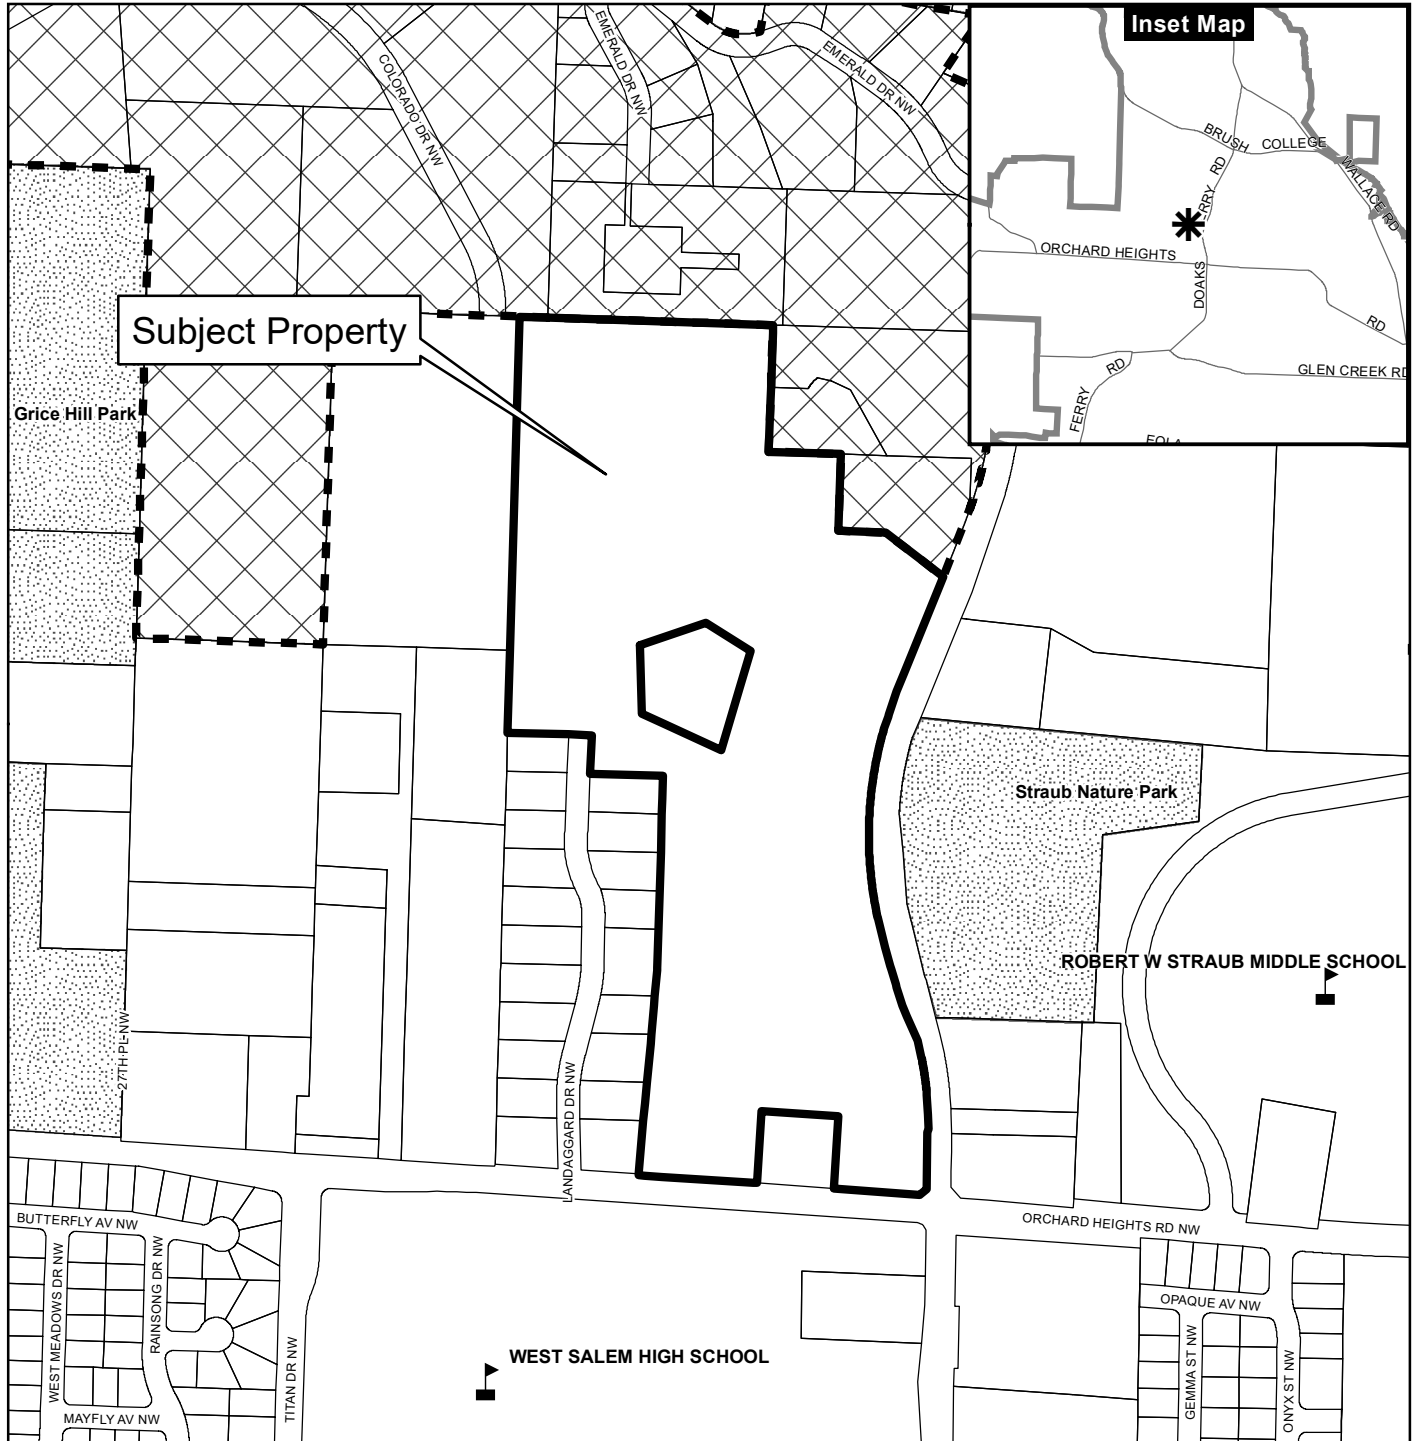 Inset Map
EMERALD DR NW
EMERALD DR NW
COLORADO DR NW
BRUSH COLLEGE
RD
WALLACE RD
ORCHARD HEIGHTS
DOAKS
RD
RD
GLEN CREEK RD
FERRY
Subject Property
Grice Hill Park
Straub Nature Park
ROBERT W STRAUB MIDDLE SCHOOL
27TH PL NW
LANDAGGARD DR NW
ORCHARD HEIGHTS RD NW
BUTTERFLY AV NW
WEST MEADOWS DR NW
RAINSONG DR NW
TITAN DR NW
MAYFLY AV NW
WEST SALEM HIGH SCHOOL
OPAQUE AV NW
GEMMA ST NW
ONYX ST NW